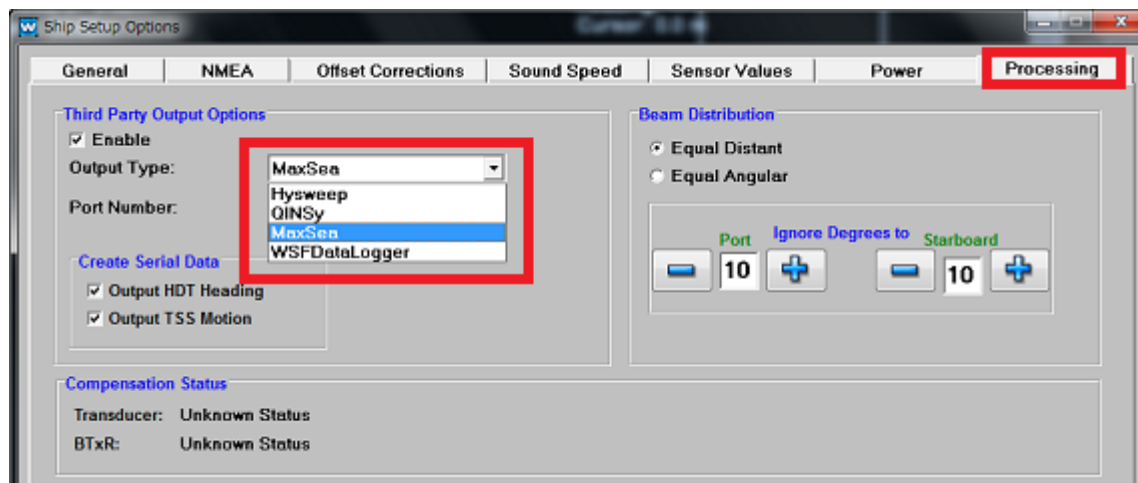 Ship Setup Options
Cursor: 0.0 m
General NMEA Offset Corrections Sound Speed Sensor Values Power Processing
Third Party Output Options
Enable
Output Type: MaxSea
Port Number:
Hysweep
QINSy
MaxSea
WSFDataLogger
Create Serial Data
Output HDT Heading
Output TSS Motion
Beam Distribution
Equal Distant
Equal Angular
Port Ignore Degrees to Starboard
10 10
Compensation Status
Transducer: Unknown Status
BTxR: Unknown Status